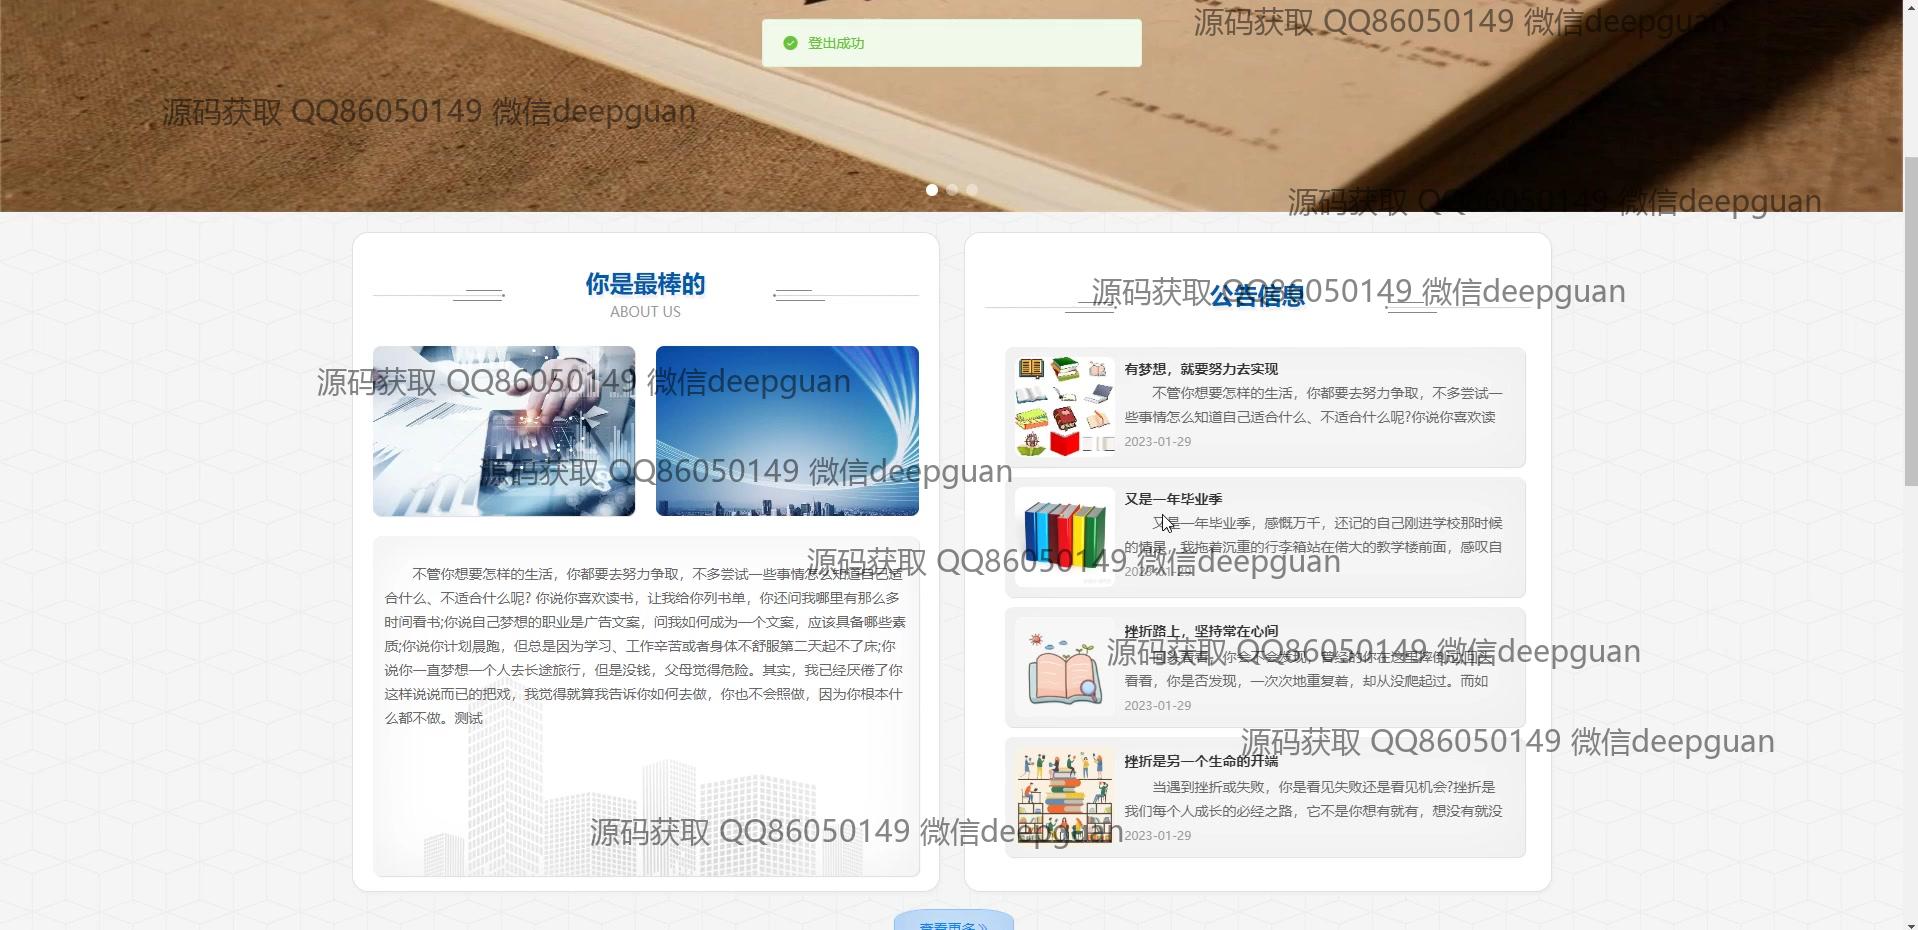 源码获取 QQ86050149 微信deepguan
登出成功
源码获取 QQ86050149 微信deepguan
源码获取 QQ86050149 微信deepguan
你是最棒的
ABOUT US
源码获取 QQ86050149 微信deepguan
源码获取 QQ86050149 微信deepguan
不管你想要怎样的生活，你都要去努力争取，不多尝试一些事情怎么知道自己适
合什么、不适合什么呢? 你说你喜欢读书，让我给你列书单，你还问我哪里有那么多
时间看书;你说自己梦想的职业是广告文案，问我如何成为一个文案，应该具备哪些素
质;你说你计划晨跑，但总是因为学习、工作辛苦或者身体不舒服第二天起不了床;你
说你一直梦想一个人去长途旅行，但是没钱，父母觉得危险。其实，我已经厌倦了你
这样说说而已的把戏，我觉得就算我告诉你如何去做，你也不会照做，因为你根本什
么都不做。测试
源码获取 QQ86050149 微信deepguan
公告信息
源码获取 QQ86050149 微信deepguan
有梦想，就要努力去实现
不管你想要怎样的生活，你都要去努力争取，不多尝试一
些事情怎么知道自己适合什么、不适合什么呢?你说你喜欢读
2023-01-29
又是一年毕业季
又是一年毕业季，感慨万千，还记的自己刚进学校那时候
的情景，我拖着沉重的行李箱站在偌大的教学楼前面，感叹自
2023-01-29
源码获取 QQ86050149 微信deepguan
挫折路上，坚持常在心间
看看，你是否发现，一次次地重复着，却从没爬起过。而如
2023-01-29
源码获取 QQ86050149 微信deepguan
源码获取 QQ86050149 微信deepguan
挫折是另一个生命的开端
当遇到挫折或失败，你是看见失败还是看见机会?挫折是
我们每个人成长的必经之路，它不是你想有就有，想没有就没
2023-01-29
查看更多